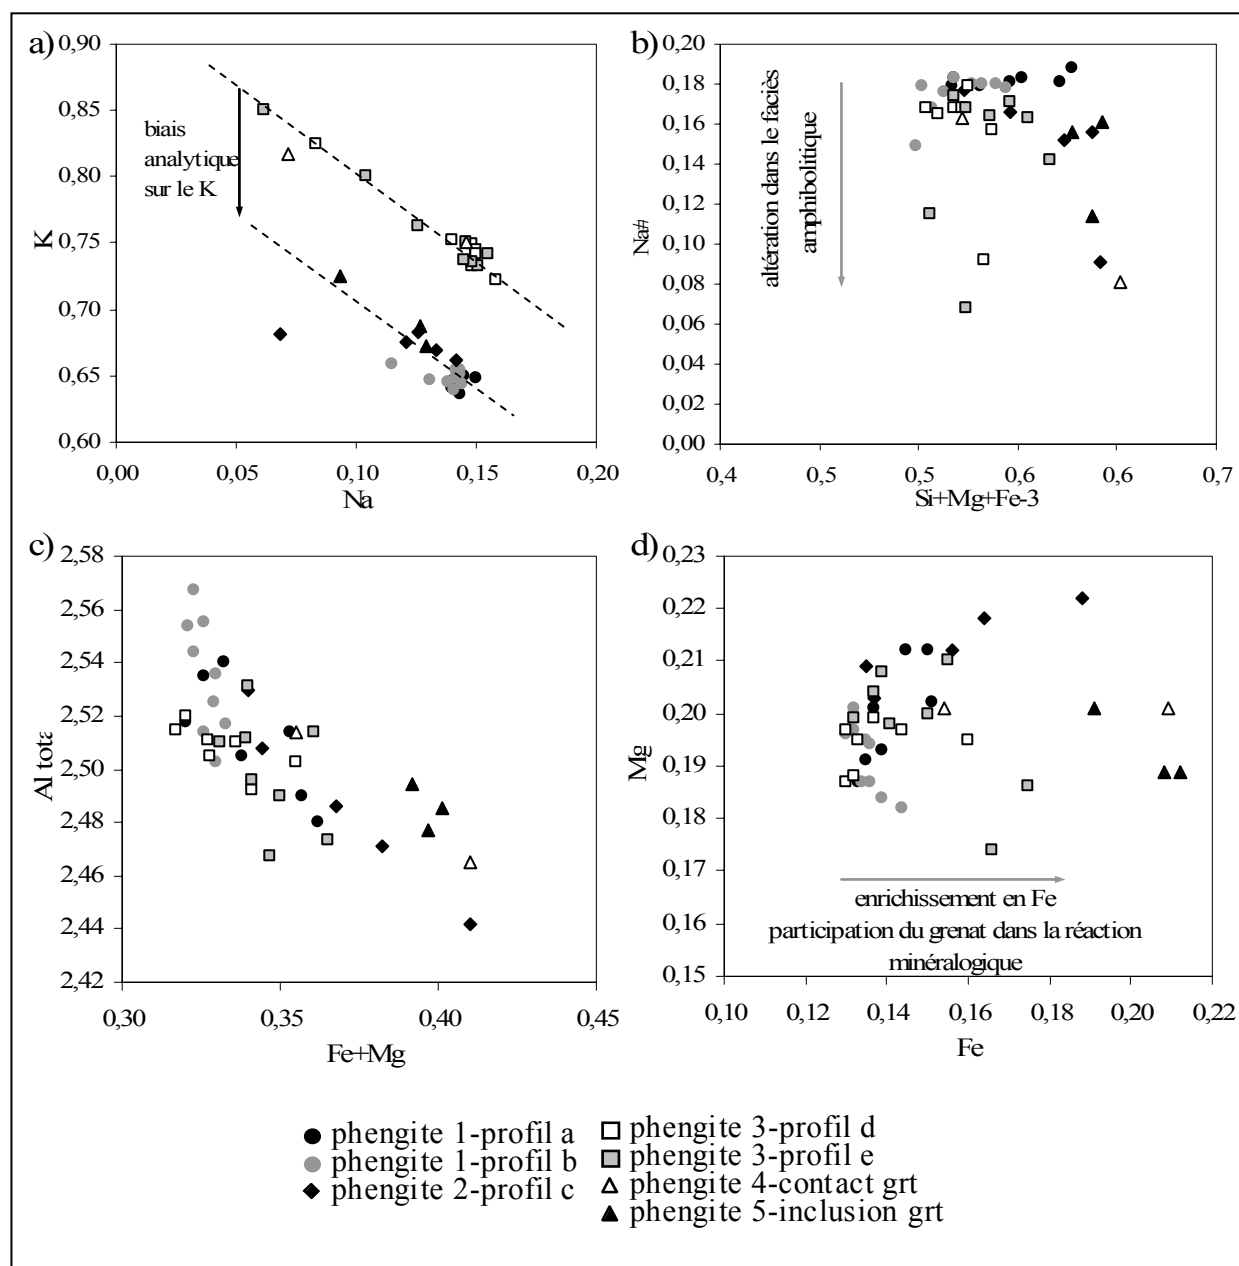 a)
0,90
0,85
0,80
0,75
0,70
0,65
0,60
K
biais
analytique
sur le K
0,00
0,05
0,10
0,15
0,20
Na
b)
0,20
0,18
0,16
0,14
0,12
0,10
0,08
0,06
0,04
0,02
0,00
Na#
altération dans le faciès
amphibolitique
0,4
0,5
0,5
0,6
0,6
0,7
Si+Mg+Fe-3
c)
2,58
2,56
2,54
2,52
2,50
2,48
2,46
2,44
2,42
Al tota
0,30
0,35
0,40
0,45
Fe+Mg
d)
0,23
0,22
0,21
0,20
0,19
0,18
0,17
0,16
0,15
Mg
enrichissement en Fe
participation du grenat dans la réaction
minéralogique
0,10
0,12
0,14
0,16
0,18
0,20
0,22
Fe
phengite 1-profil a
phengite 1-profil b
phengite 2-profil c
phengite 3-profil d
phengite 3-profil e
phengite 4-contact grt
phengite 5-inclusion grt